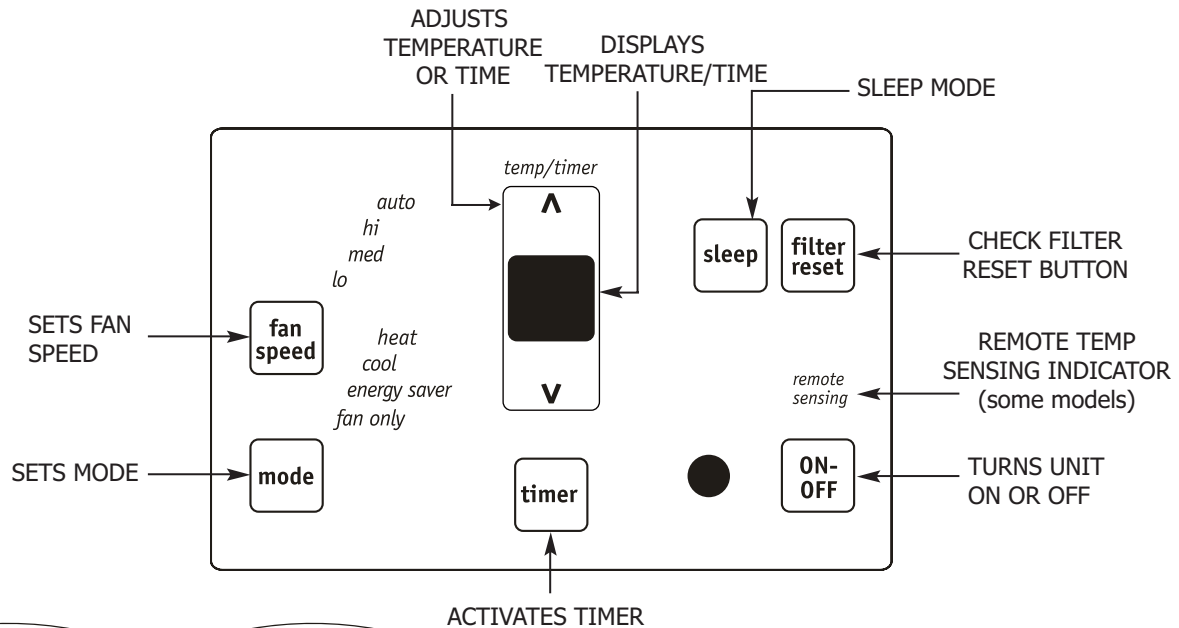 ADJUSTS
TEMPERATURE
OR TIME
DISPLAYS
TEMPERATURE/TIME
SLEEP MODE
temp/timer
auto
hi
med
lo
^
sleep
filter
reset
CHECK FILTER
RESET BUTTON
SETS FAN
SPEED
fan
speed
heat
cool
energy saver
fan only
v
remote
sensing
REMOTE TEMP
SENSING INDICATOR
(some models)
SETS MODE
mode
timer
ON-
OFF
TURNS UNIT
ON OR OFF
ACTIVATES TIMER